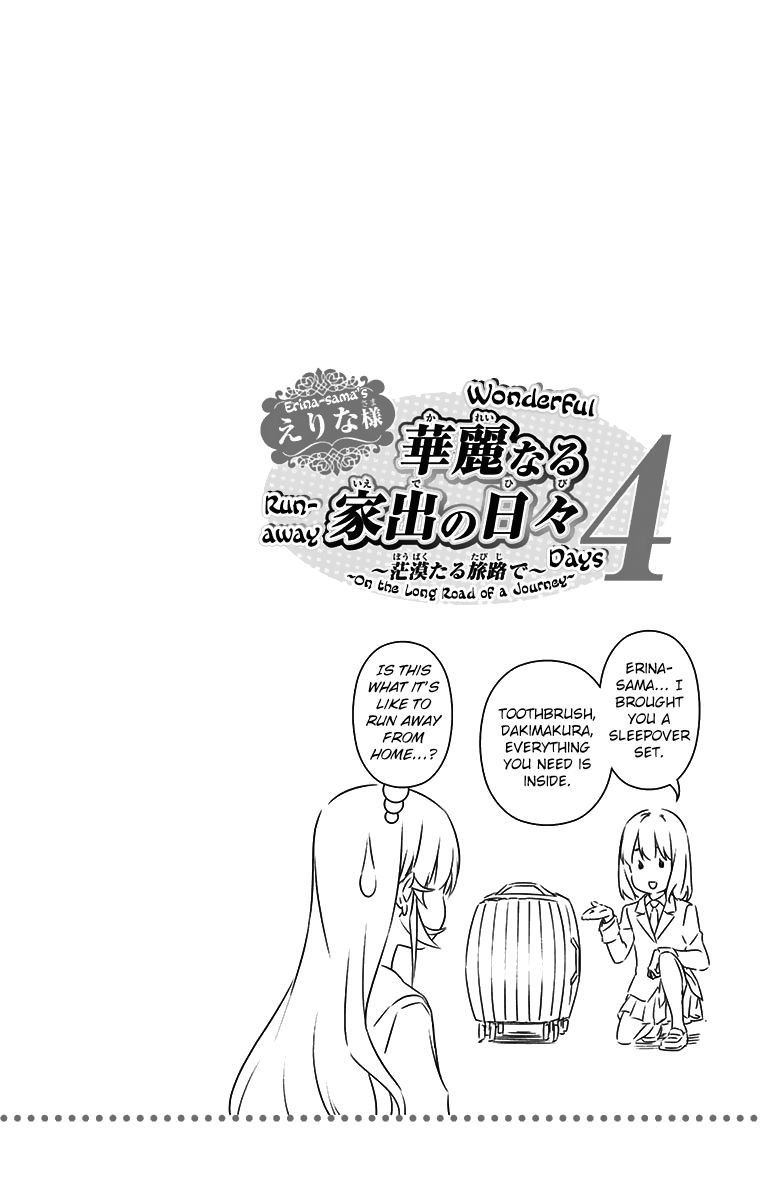 Wonderful
Erina-sama's
えりな様
さま
か れい
華麗なる
いえ で ひ び
Run-
away
家出の日々
4
Days
ぼう ばく たび じ
～茫漠たる旅路で～
~On the Long Road of a Journey~
ERINA-
SAMA... I
BROUGHT
YOU A
SLEEPOVER
SET.
TOOTHBRUSH,
DAKIMAKURA,
EVERYTHING
YOU NEED IS
INSIDE.
IS THIS
WHAT IT'S
LIKE TO
RUN AWAY
FROM
HOME...?